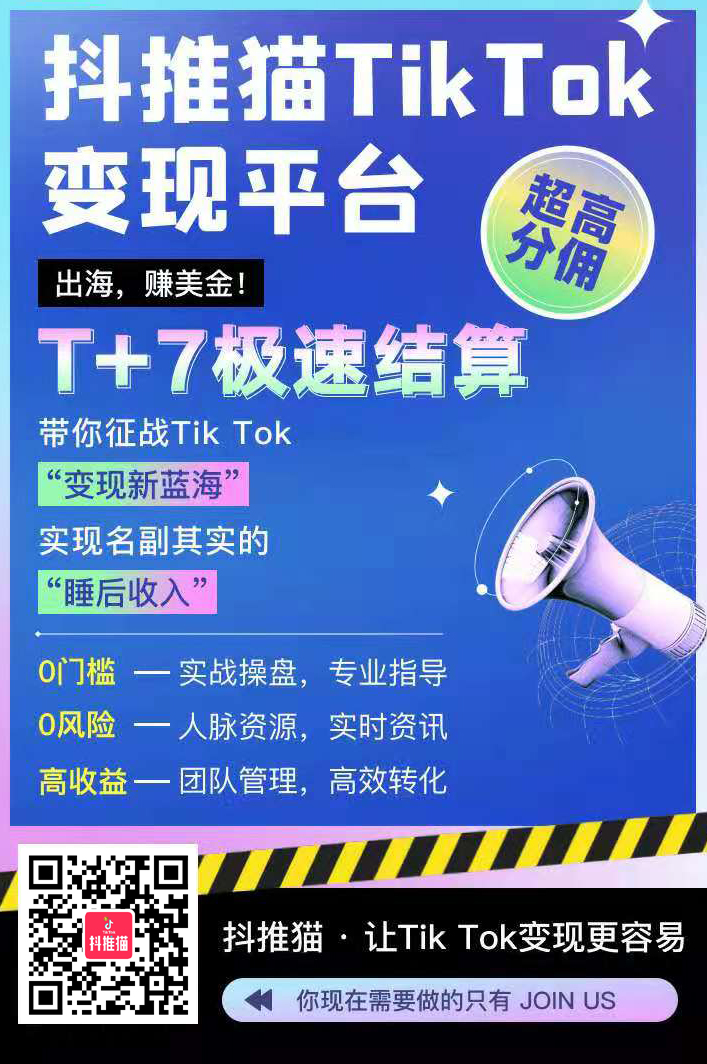 抖推猫TikTok
变现平台
超高
分佣
出海，赚美金！
T+7极速结算
带你征战Tik Tok
“变现新蓝海”
实现名副其实的
“睡后收入”
0门槛 — 实战操盘，专业指导
0风险 — 人脉资源，实时资讯
高收益 — 团队管理，高效转化
抖推猫
抖推猫 · 让Tik Tok变现更容易
你现在需要做的只有 JOIN US